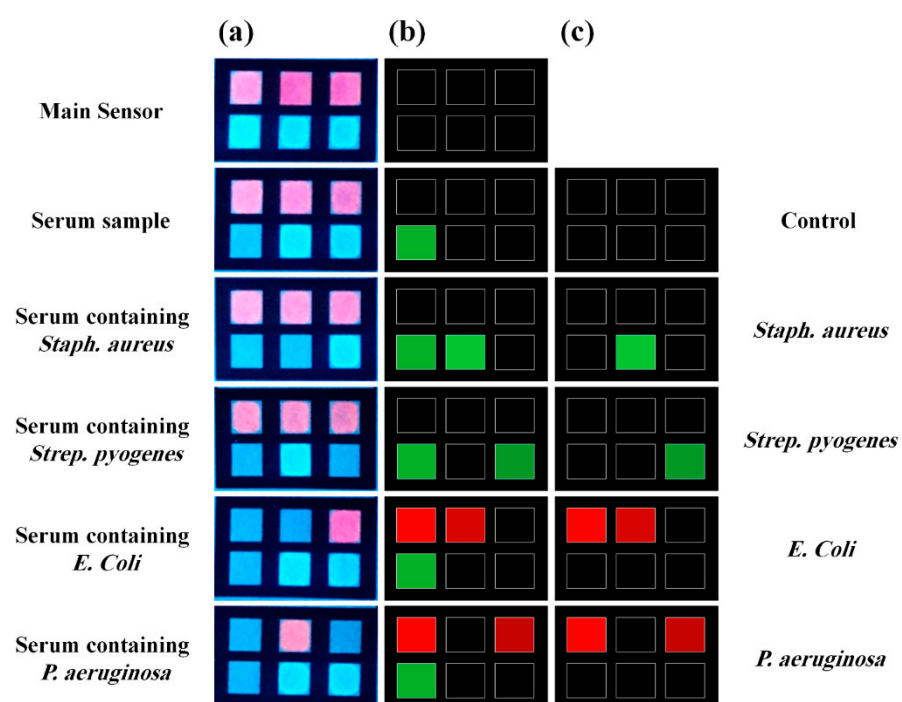 (a) (b) (c)
Main Sensor
Serum sample
Control
Serum containing
Staph. aureus
Staph. aureus
Serum containing
Strep. pyogenes
Strep. pyogenes
Serum containing
E. Coli
E. Coli
Serum containing
P. aeruginosa
P. aeruginosa